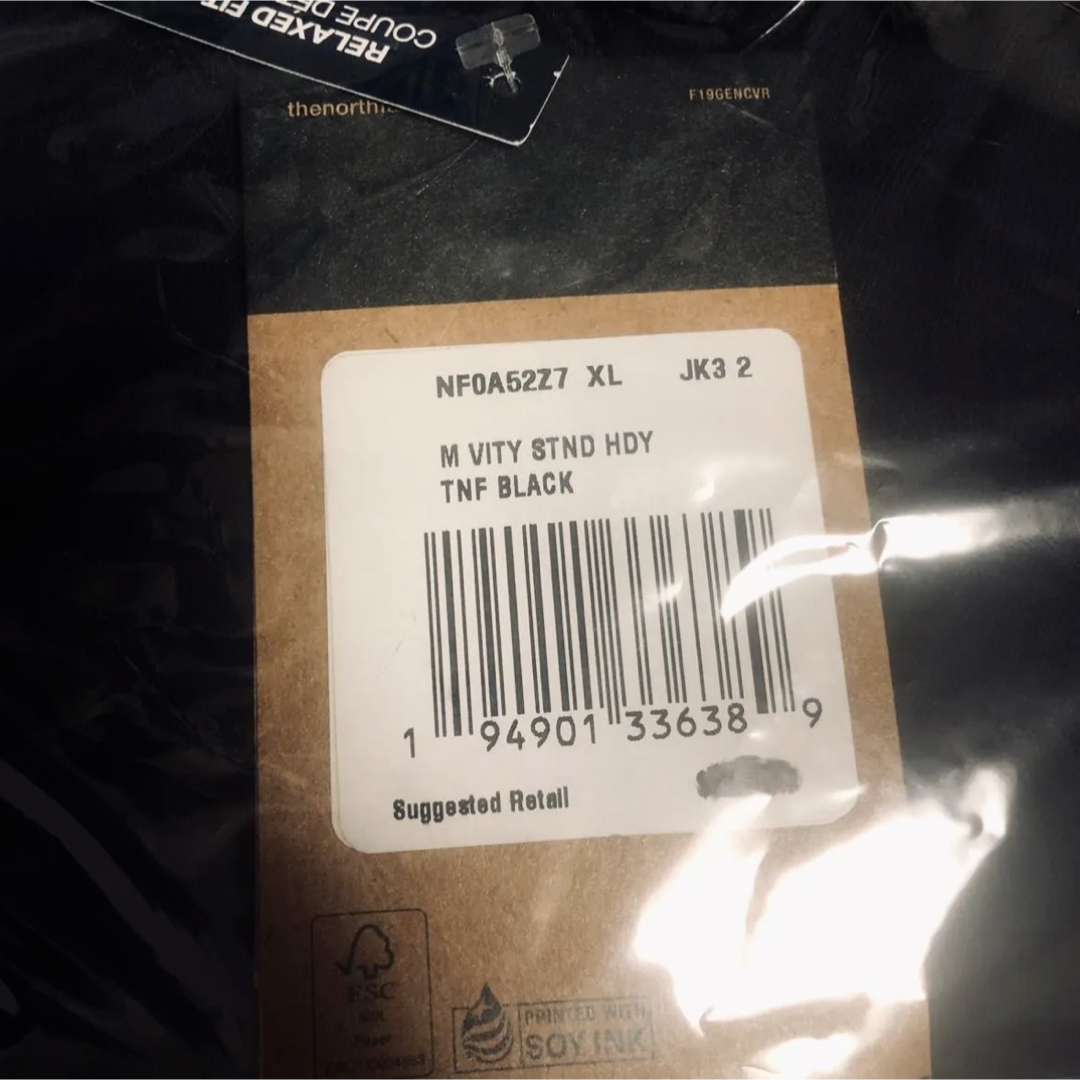 RELAXED FIT
COUPE DÉ
thenorth
F19GENCVR
NF0A52Z7 XL JK3 2
M VITY STND HDY
TNF BLACK
1 94901 33638 9
Suggested Retail
FSC
Paper
PRINTED WITH
SOY INK